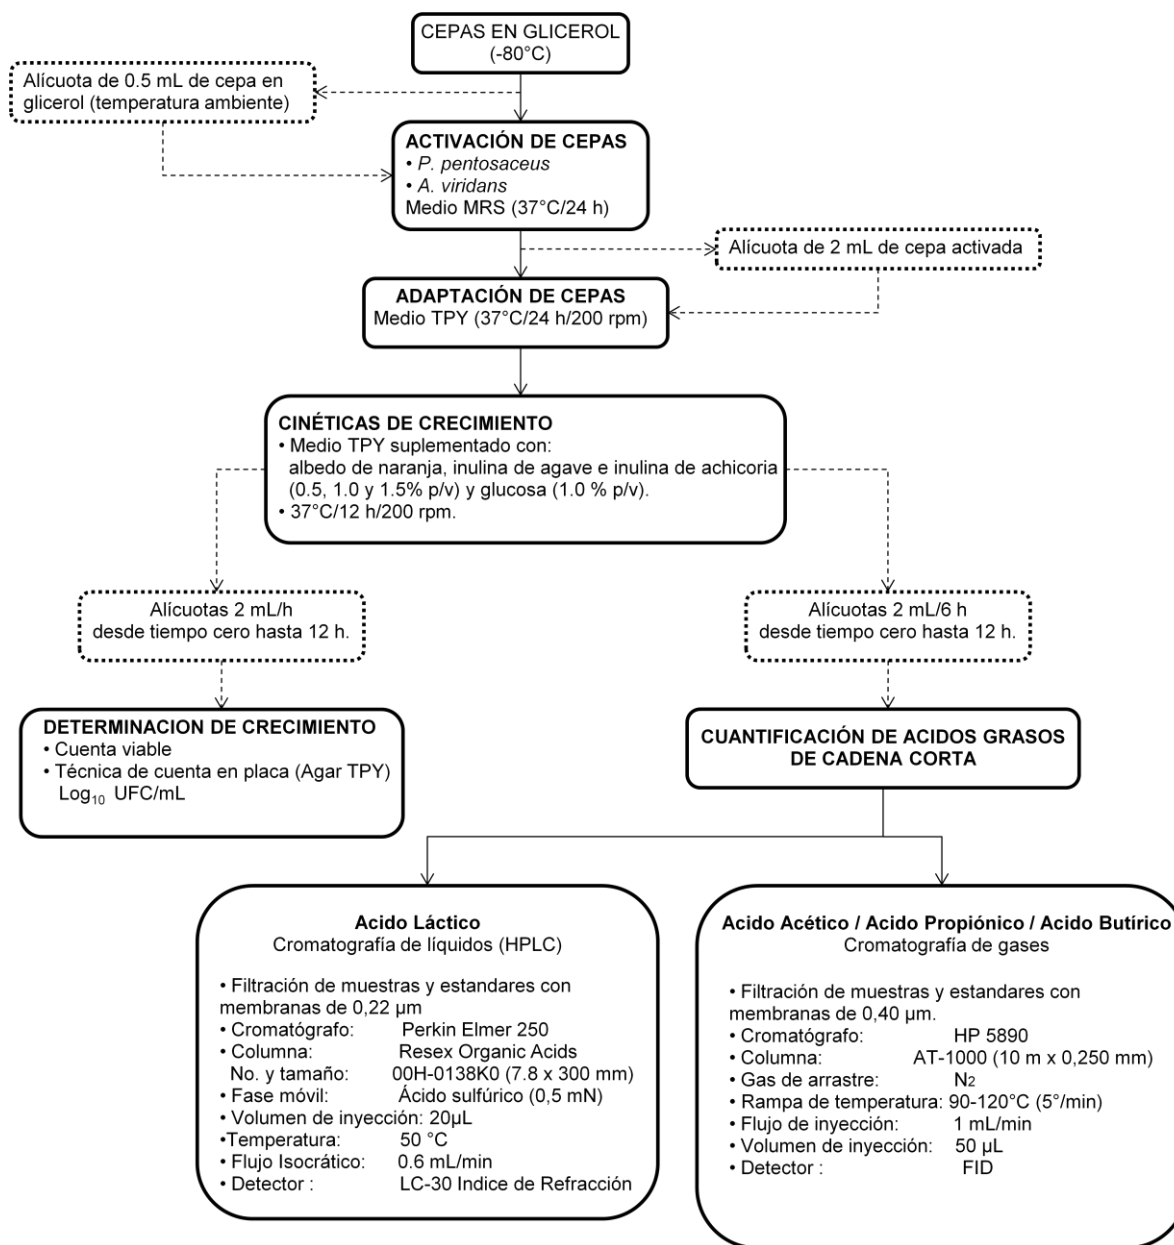 CEPAS EN GLICEROL
(-80°C)
Alícuota de 0.5 mL de cepa en
glicerol (temperatura ambiente)
ACTIVACIÓN DE CEPAS
• P. pentosaceus
• A. viridans
Medio MRS (37°C/24 h)
Alícuota de 2 mL de cepa activada
ADAPTACIÓN DE CEPAS
Medio TPY (37°C/24 h/200 rpm)
CINÉTICAS DE CRECIMIENTO
• Medio TPY suplementado con:
albedo de naranja, inulina de agave e inulina de achicoria
(0.5, 1.0 y 1.5% p/v) y glucosa (1.0 % p/v).
• 37°C/12 h/200 rpm.
Alícuotas 2 mL/h
desde tiempo cero hasta 12 h.
Alícuotas 2 mL/6 h
desde tiempo cero hasta 12 h.
DETERMINACION DE CRECIMIENTO
• Cuenta viable
• Técnica de cuenta en placa (Agar TPY)
Log₁₀ UFC/mL
CUANTIFICACIÓN DE ACIDOS GRASOS
DE CADENA CORTA
Acido Láctico
Cromatografía de líquidos (HPLC)
• Filtración de muestras y estandares con
membranas de 0,22 µm
• Cromatógrafo: Perkin Elmer 250
• Columna: Resex Organic Acids
No. y tamaño: 00H-0138K0 (7.8 x 300 mm)
• Fase móvil: Ácido sulfúrico (0,5 mN)
• Volumen de inyección: 20µL
•Temperatura: 50 °C
• Flujo Isocrático: 0.6 mL/min
• Detector : LC-30 Indice de Refracción
Acido Acético / Acido Propiónico / Acido Butírico
Cromatografía de gases
• Filtración de muestras y estandares con
membranas de 0,40 µm.
• Cromatógrafo: HP 5890
• Columna: AT-1000 (10 m x 0,250 mm)
• Gas de arrastre: N₂
• Rampa de temperatura: 90-120°C (5°/min)
• Flujo de inyección: 1 mL/min
• Volumen de inyección: 50 µL
• Detector : FID